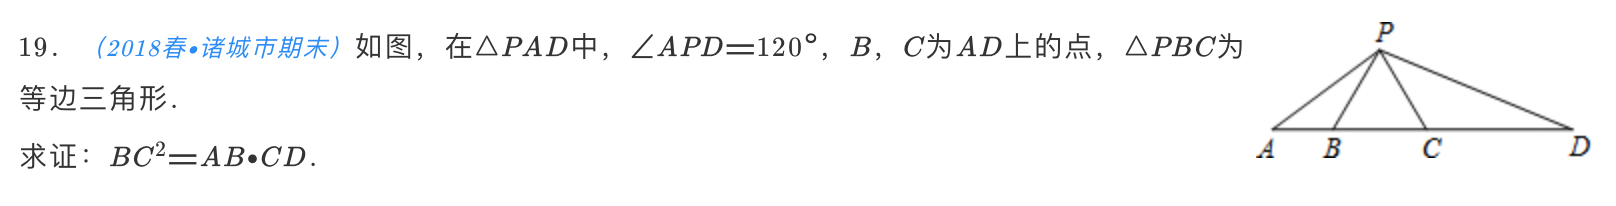 19. （2018春•诸城市期末）如图，在△PAD中，∠APD=120°，B，C为AD上的点，△PBC为
等边三角形.
求证：BC²=AB•CD.
P
A B C D